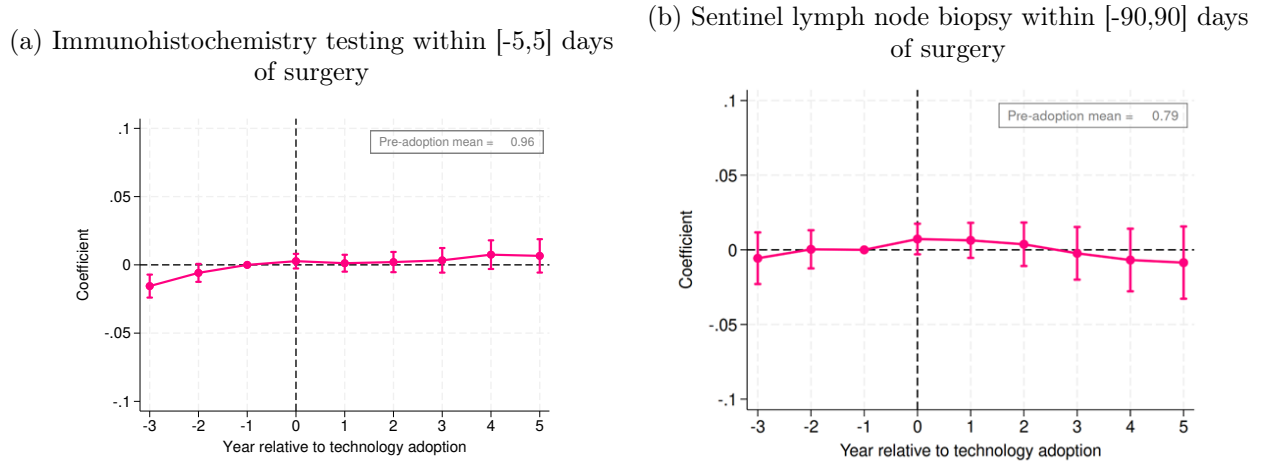 (a) Immunohistochemistry testing within [-5,5] days
of surgery
.1
.05
0
-.05
-.1
Coefficient
Pre-adoption mean = 0.96
-3 -2 -1 0 1 2 3 4 5
Year relative to technology adoption
(b) Sentinel lymph node biopsy within [-90,90] days
of surgery
.1
.05
0
-.05
-.1
Coefficient
Pre-adoption mean = 0.79
-3 -2 -1 0 1 2 3 4 5
Year relative to technology adoption